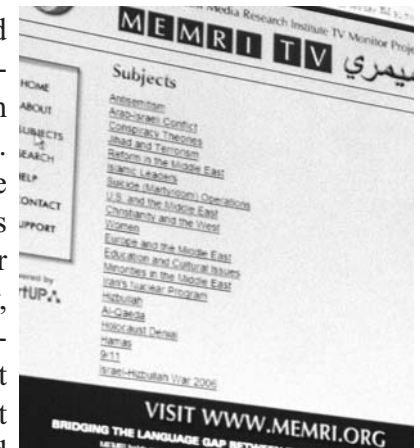 Media Research Institute TV Monitor Proje
MEMRI TV ميمري
Subjects
HOME
ABOUT
SUBJECTS
SEARCH
HELP
CONTACT
SUPPORT
Antisemitism
Arab-Israeli Conflict
Conspiracy Theories
Jihad and Terrorism
Reform in the Middle East
Islamic Leaders
Suicide (Martyrdom) Operations
U.S. and the Middle East
Christianity and the West
Women
Europe and the Middle East
Education and Cultural Issues
Minorities in the Middle East
Iran's Nuclear Program
Hizbullah
Al-Qaeda
Holocaust Denial
Hamas
9/11
Israel-Hizbullah War 2006
VISIT WWW.MEMRI.ORG
BRIDGING THE LANGUAGE GAP BETWEEN